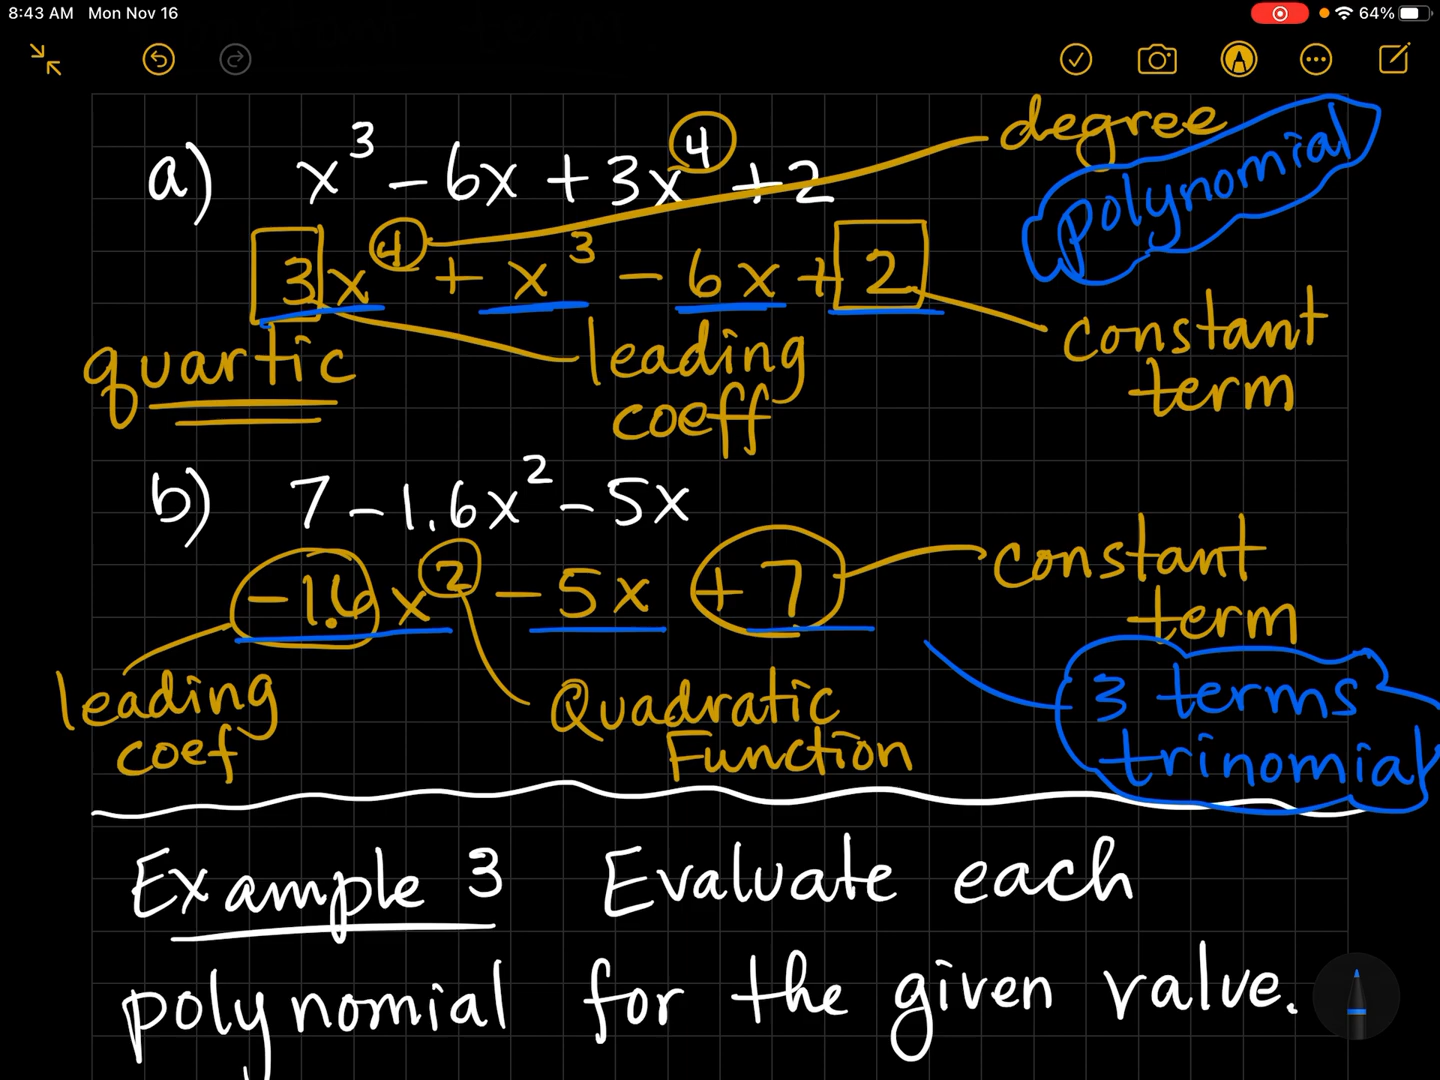 8:43 AM Mon Nov 16
64%
a) x³ - 6x + 3x⁴ + 2
degree
polynomial
3x⁴ + x³ - 6x + 2
quartic
leading
coeff
constant
term
b) 7 - 1.6x² - 5x
-1.6x² - 5x + 7
constant
term
leading
coef
Quadratic
Function
3 terms
trinomial
Example 3 Evaluate each
polynomial for the given value.